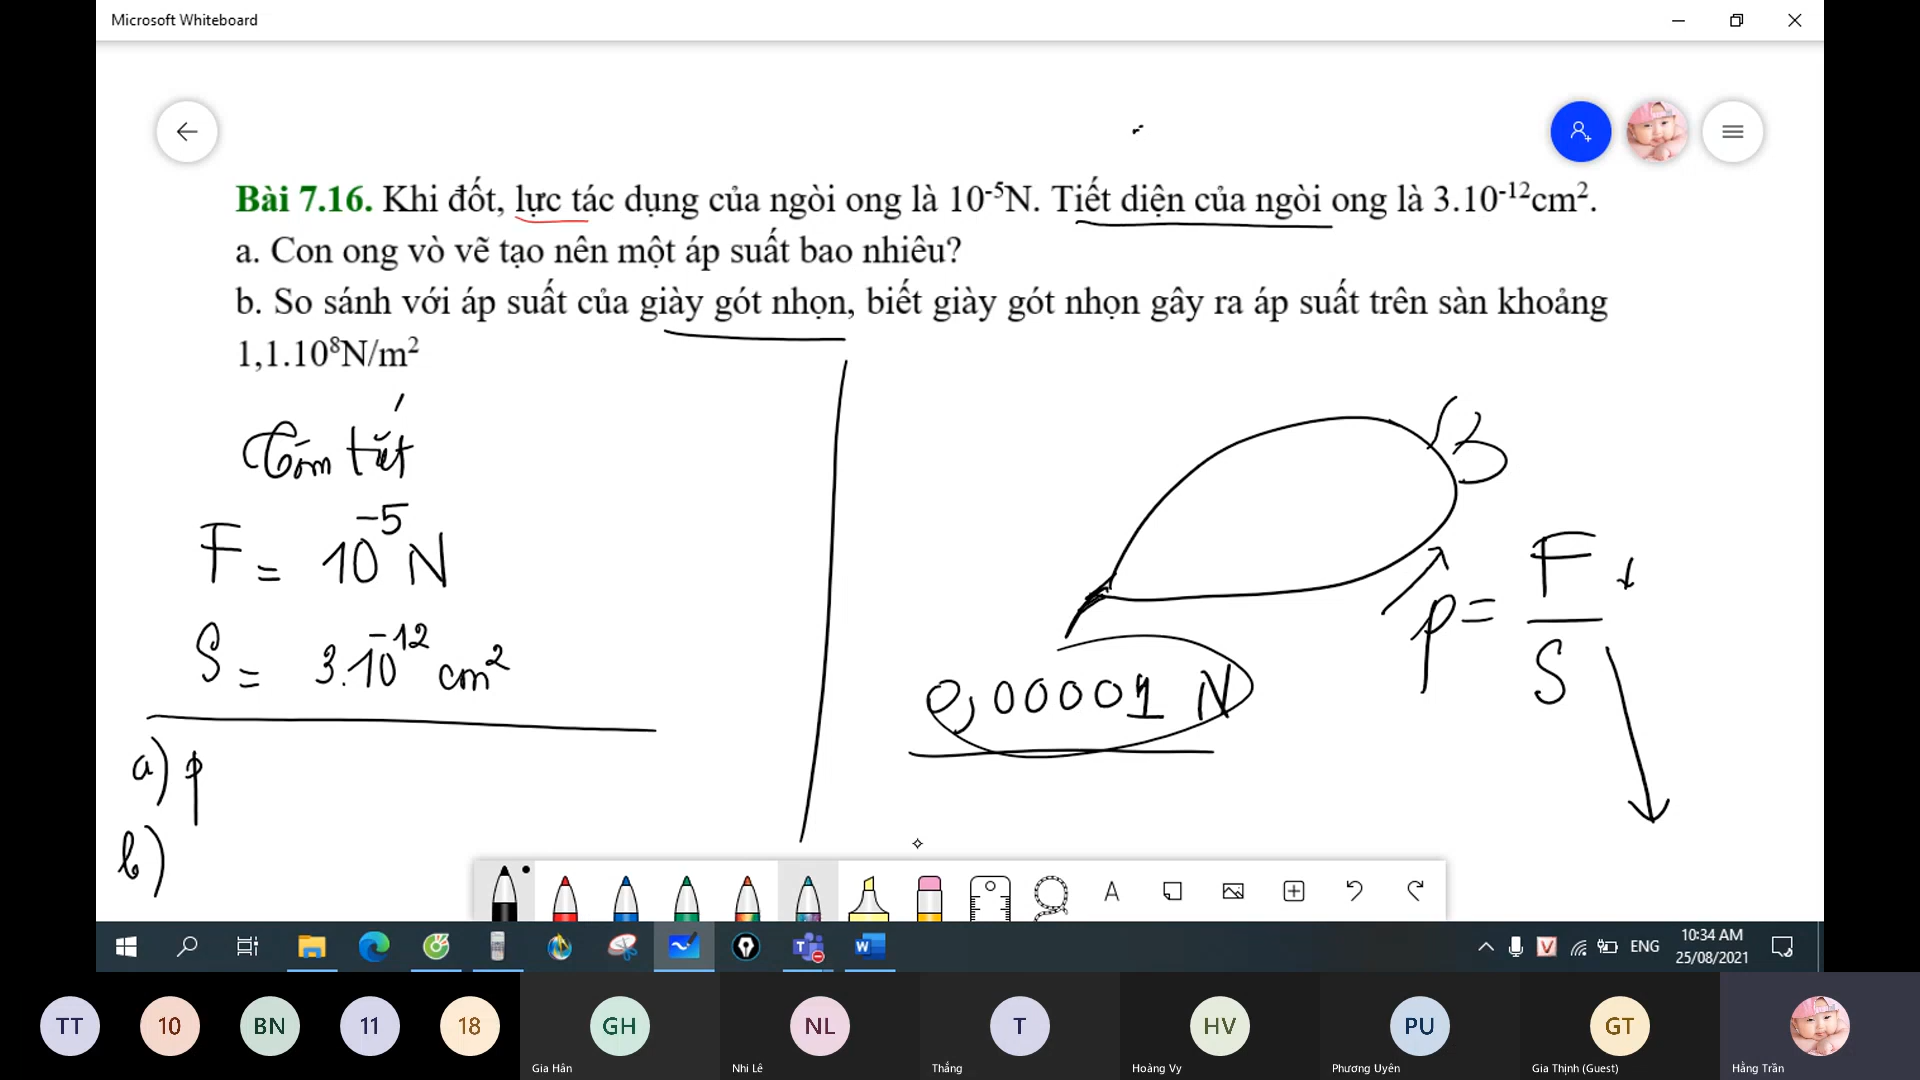 Microsoft Whiteboard
Bài 7.16. Khi đốt, lực tác dụng của ngòi ong là 10⁻⁵N. Tiết diện của ngòi ong là 3.10⁻¹²cm².
a. Con ong vò vẽ tạo nên một áp suất bao nhiêu?
b. So sánh với áp suất của giày gót nhọn, biết giày gót nhọn gây ra áp suất trên sàn khoảng
1,1.10⁸N/m²
Tóm tắt
F = 10⁻⁵ N
S = 3.10⁻¹² cm²
a) p
b)
0,00001 N
p = F/S
ENG
10:34 AM
25/08/2021
TT
10
BN
11
18
GH
Gia Hân
NL
Nhi Lê
T
Thắng
HV
Hoàng Vy
PU
Phương Uyên
GT
Gia Thịnh (Guest)
Hằng Trần